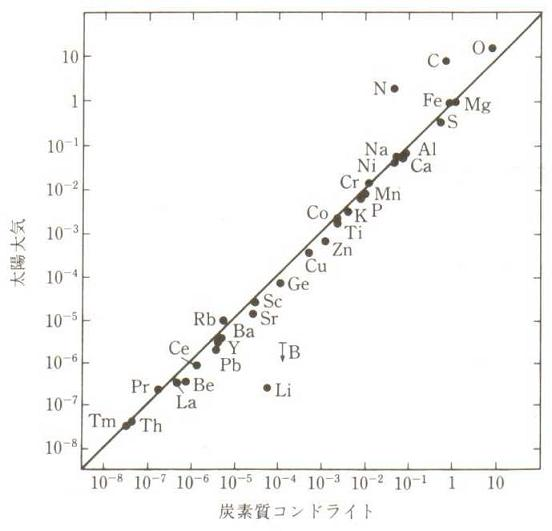 10
1
10⁻¹
10⁻²
10⁻³
10⁻⁴
10⁻⁵
10⁻⁶
10⁻⁷
10⁻⁸
太陽大気
O
C
N
Fe
Mg
S
Na
Al
Ni
Ca
Cr
Mn
Co
K
P
Ti
Zn
Cu
Ge
Sc
Rb
Sr
Ba
Ce
Y
B
Pb
Pr
Be
Li
La
Tm
Th
10⁻⁸ 10⁻⁷ 10⁻⁶ 10⁻⁵ 10⁻⁴ 10⁻³ 10⁻² 10⁻¹ 1 10
炭素質コンドライト